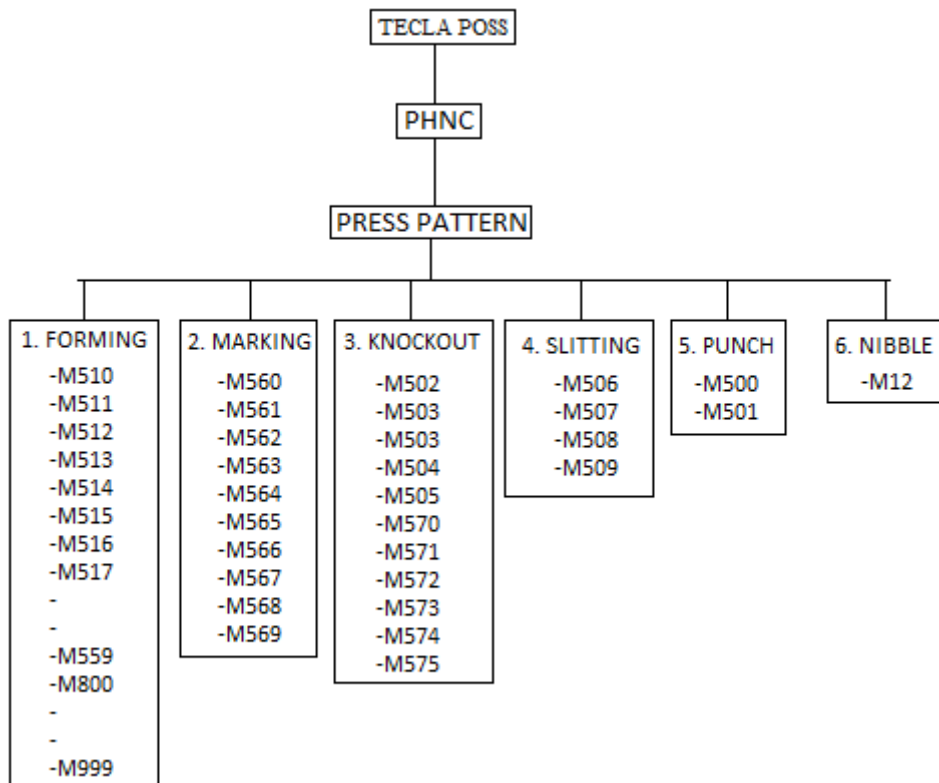 TECLA POSS
PHNC
PRESS PATTERN
1. FORMING
-M510
-M511
-M512
-M513
-M514
-M515
-M516
-M517
-
-
-M559
-M800
-
-
-M999
2. MARKING
-M560
-M561
-M562
-M563
-M564
-M565
-M566
-M567
-M568
-M569
3. KNOCKOUT
-M502
-M503
-M503
-M504
-M505
-M570
-M571
-M572
-M573
-M574
-M575
4. SLITTING
-M506
-M507
-M508
-M509
5. PUNCH
-M500
-M501
6. NIBBLE
-M12